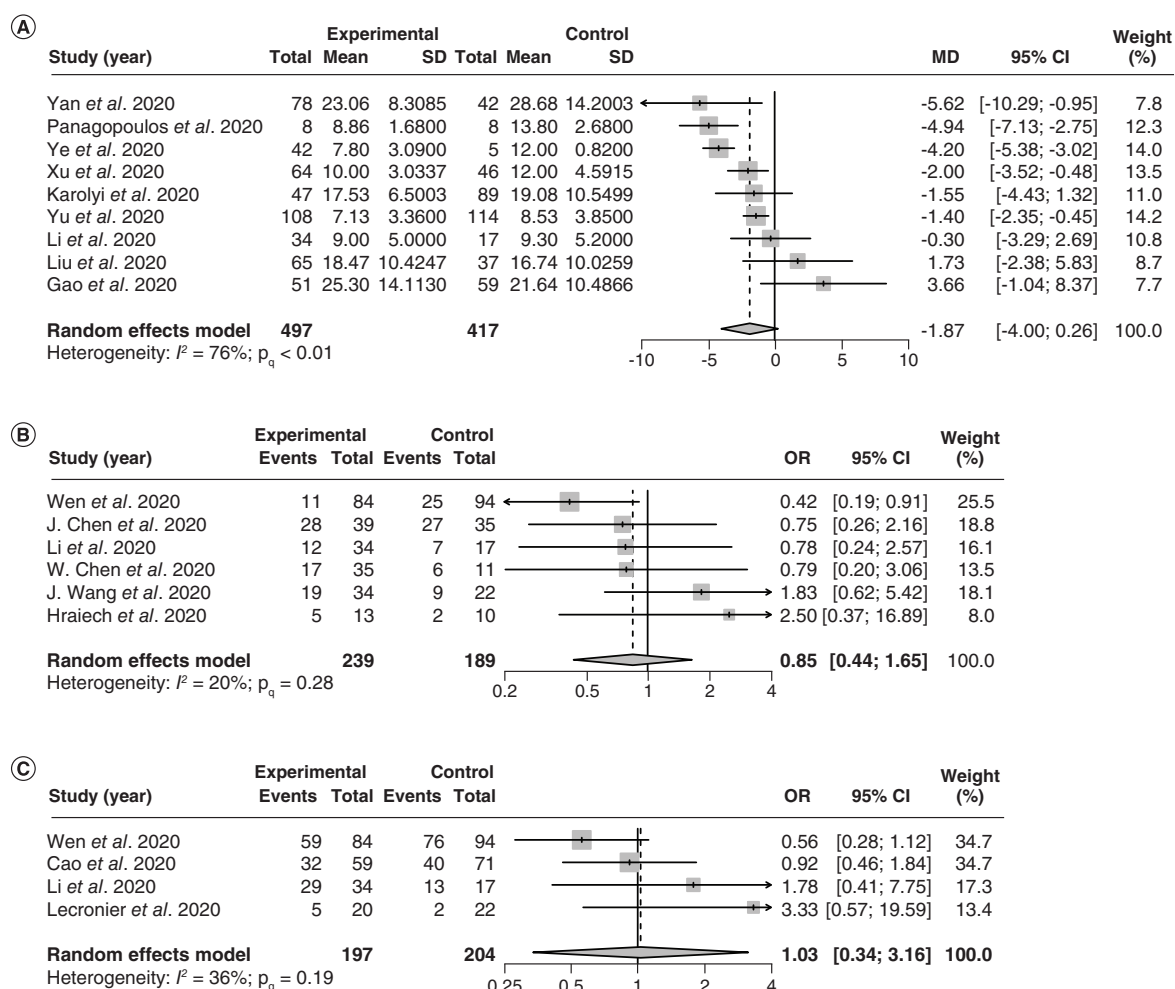 A
Experimental Control Weight
Study (year) Total Mean SD Total Mean SD MD 95% CI (%)
Yan et al. 2020 78 23.06 8.3085 42 28.68 14.2003 -5.62 [-10.29; -0.95] 7.8
Panagopoulos et al. 2020 8 8.86 1.6800 8 13.80 2.6800 -4.94 [-7.13; -2.75] 12.3
Ye et al. 2020 42 7.80 3.0900 5 12.00 0.8200 -4.20 [-5.38; -3.02] 14.0
Xu et al. 2020 64 10.00 3.0337 46 12.00 4.5915 -2.00 [-3.52; -0.48] 13.5
Karolyi et al. 2020 47 17.53 6.5003 89 19.08 10.5499 -1.55 [-4.43; 1.32] 11.0
Yu et al. 2020 108 7.13 3.3600 114 8.53 3.8500 -1.40 [-2.35; -0.45] 14.2
Li et al. 2020 34 9.00 5.0000 17 9.30 5.2000 -0.30 [-3.29; 2.69] 10.8
Liu et al. 2020 65 18.47 10.4247 37 16.74 10.0259 1.73 [-2.38; 5.83] 8.7
Gao et al. 2020 51 25.30 14.1130 59 21.64 10.4866 3.66 [-1.04; 8.37] 7.7
Random effects model 497 417 -1.87 [-4.00; 0.26] 100.0
Heterogeneity: I² = 76%; pq < 0.01
-10 -5 0 5 10
B
Experimental Control Weight
Study (year) Events Total Events Total OR 95% CI (%)
Wen et al. 2020 11 84 25 94 0.42 [0.19; 0.91] 25.5
J. Chen et al. 2020 28 39 27 35 0.75 [0.26; 2.16] 18.8
Li et al. 2020 12 34 7 17 0.78 [0.24; 2.57] 16.1
W. Chen et al. 2020 17 35 6 11 0.79 [0.20; 3.06] 13.5
J. Wang et al. 2020 19 34 9 22 1.83 [0.62; 5.42] 18.1
Hraiech et al. 2020 5 13 2 10 2.50 [0.37; 16.89] 8.0
Random effects model 239 189 0.85 [0.44; 1.65] 100.0
Heterogeneity: I² = 20%; pq = 0.28
0.2 0.5 1 2 4
C
Experimental Control Weight
Study (year) Events Total Events Total OR 95% CI (%)
Wen et al. 2020 59 84 76 94 0.56 [0.28; 1.12] 34.7
Cao et al. 2020 32 59 40 71 0.92 [0.46; 1.84] 34.7
Li et al. 2020 29 34 13 17 1.78 [0.41; 7.75] 17.3
Lecronier et al. 2020 5 20 2 22 3.33 [0.57; 19.59] 13.4
Random effects model 197 204 1.03 [0.34; 3.16] 100.0
Heterogeneity: I² = 36%; pq = 0.19
0.25 0.5 1 2 4